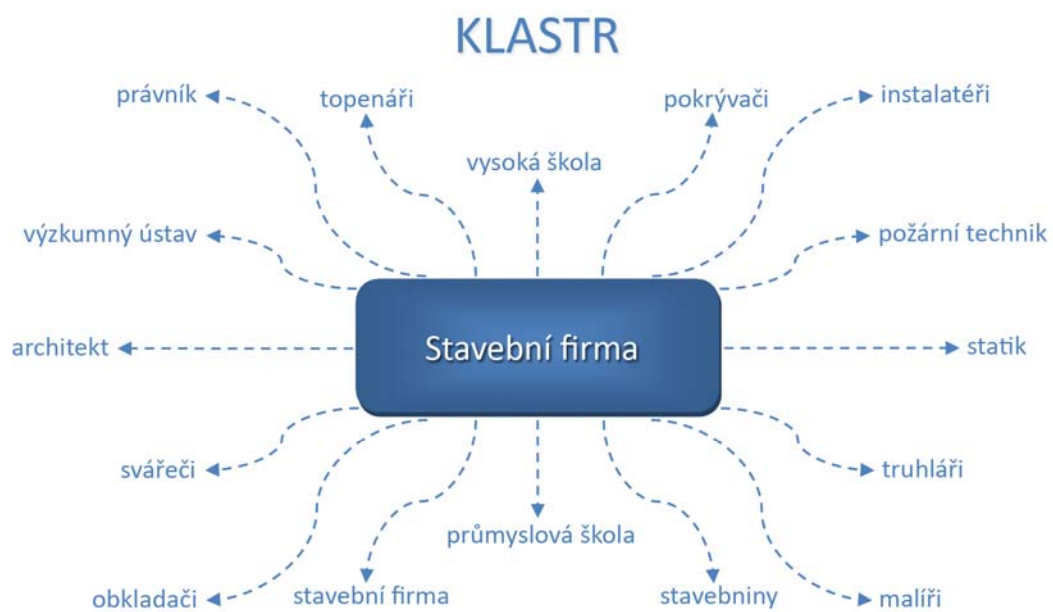 KLASTR
právník
topenáři
pokrývači
instalatéři
vysoká škola
výzkumný ústav
požární technik
architekt
Stavební firma
statik
svářeči
truhláři
průmyslová škola
obkladači
stavební firma
stavebniny
malíři